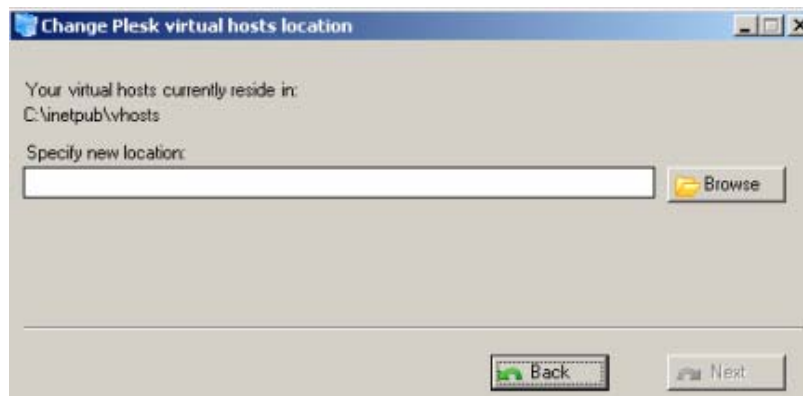 Change Plesk virtual hosts location
Your virtual hosts currently reside in:
C:\inetpub\vhosts
Specify new location:
Browse
Back
Next